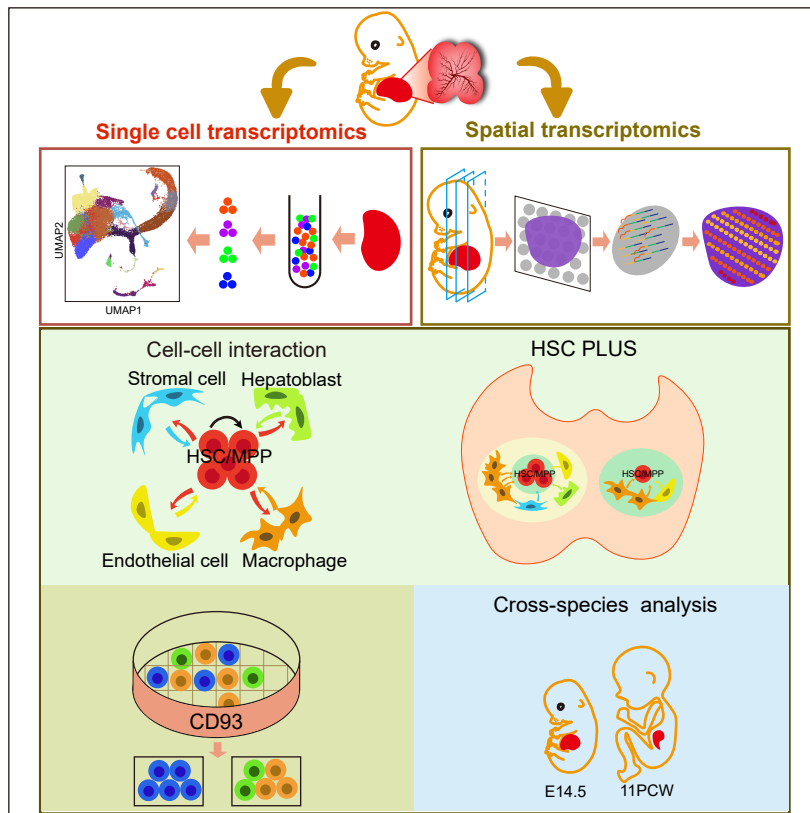 Single cell transcriptomics
Spatial transcriptomics
UMAP2
UMAP1
Cell-cell interaction
Stromal cell
Hepatoblast
HSC/MPP
Endothelial cell
Macrophage
HSC PLUS
HSC/MPP
HSC/MPP
CD93
Cross-species analysis
E14.5
11PCW